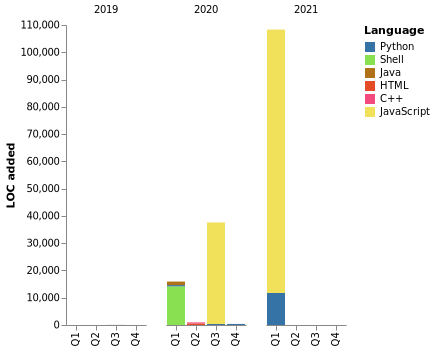 2019 2020 2021
Language
Python
Shell
Java
HTML
C++
JavaScript
LOC added
110,000
100,000
90,000
80,000
70,000
60,000
50,000
40,000
30,000
20,000
10,000
0
Q1 Q2 Q3 Q4 Q1 Q2 Q3 Q4 Q1 Q2 Q3 Q4